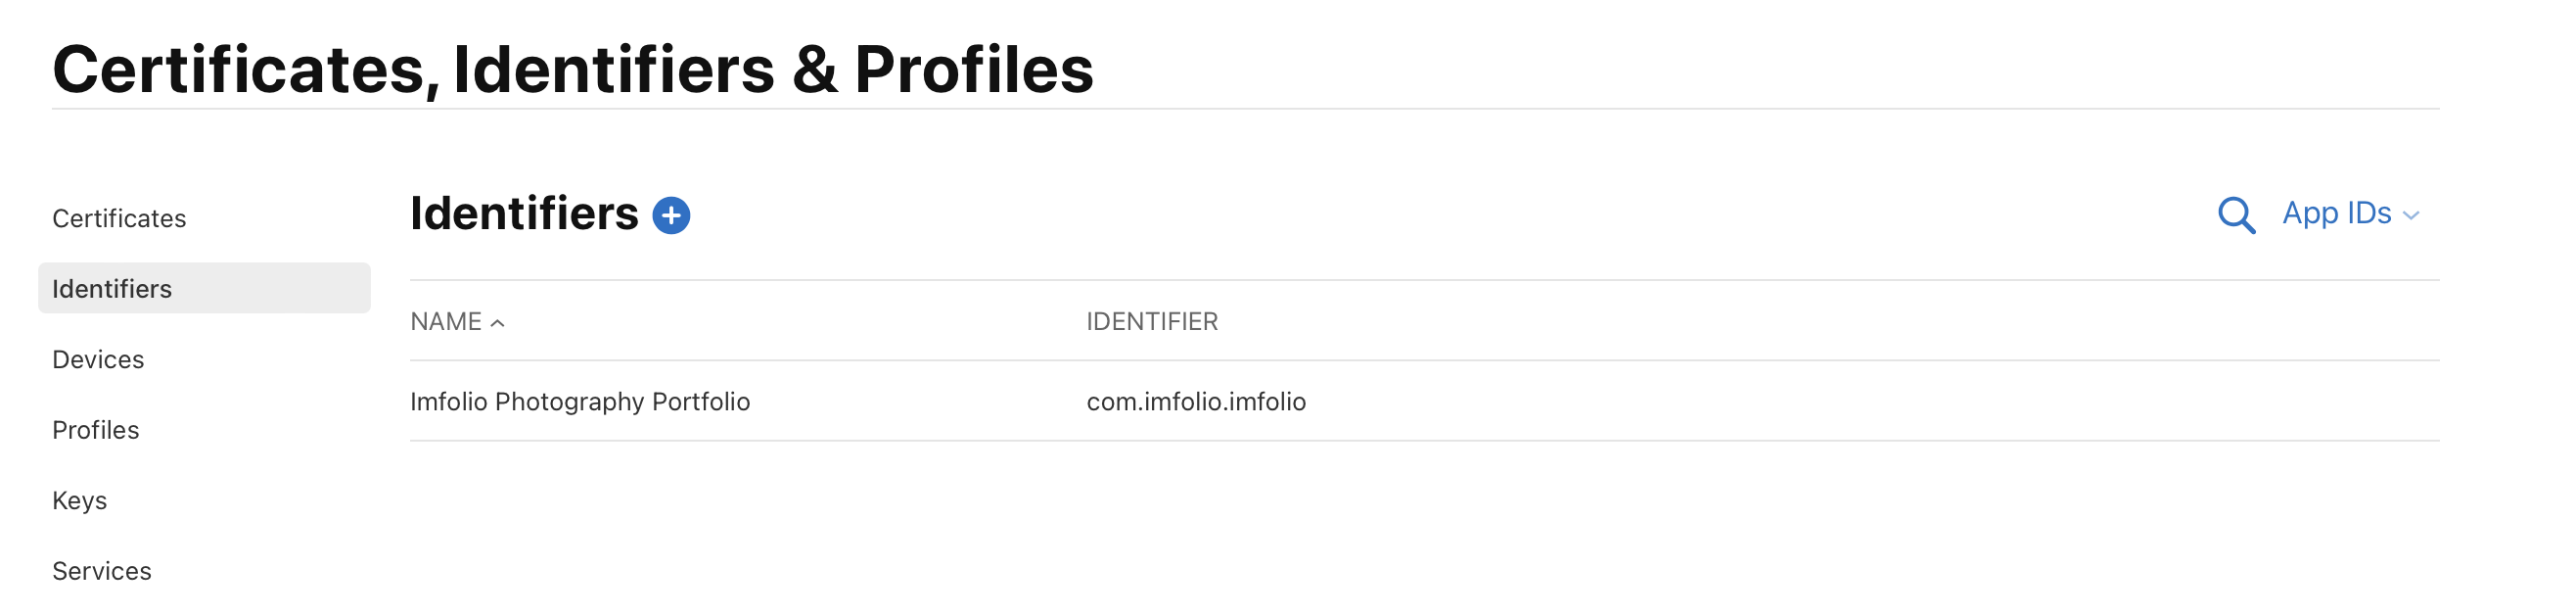 Certificates, Identifiers & Profiles
Certificates
Identifiers
Devices
Profiles
Keys
Services
Identifiers
App IDs
NAME
IDENTIFIER
Imfolio Photography Portfolio
com.imfolio.imfolio